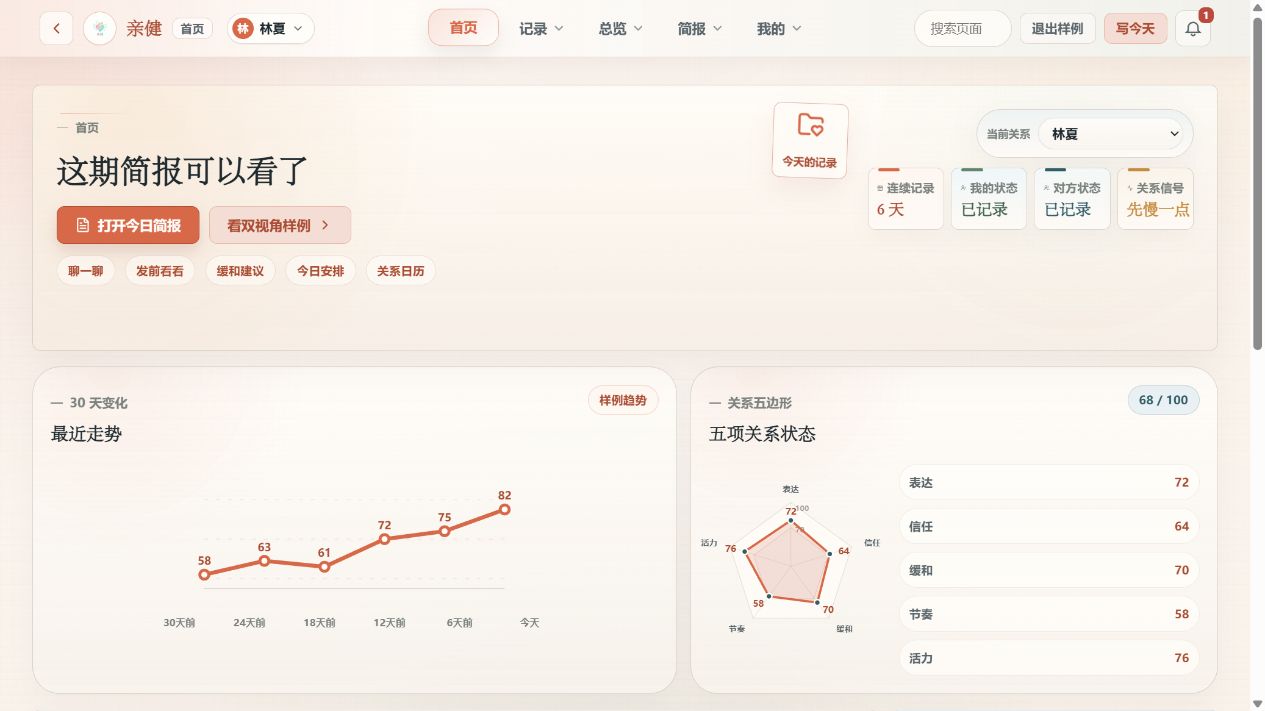 亲健
首页
林
林夏
首页
记录
总览
简报
我的
搜索页面
退出样例
写今天
1
首页
这期简报可以看了
打开今日简报
看双视角样例
聊一聊
发前看看
缓和建议
今日安排
关系日历
今天的记录
当前关系
林夏
连续记录
6 天
我的状态
已记录
对方状态
已记录
关系信号
先慢一点
30 天变化
样例趋势
最近走势
58
63
61
72
75
82
30天前
24天前
18天前
12天前
6天前
今天
关系五边形
68 / 100
五项关系状态
表达
72
100
70
活力
76
64
信任
58
70
节奏
缓和
表达
72
信任
64
缓和
70
节奏
58
活力
76